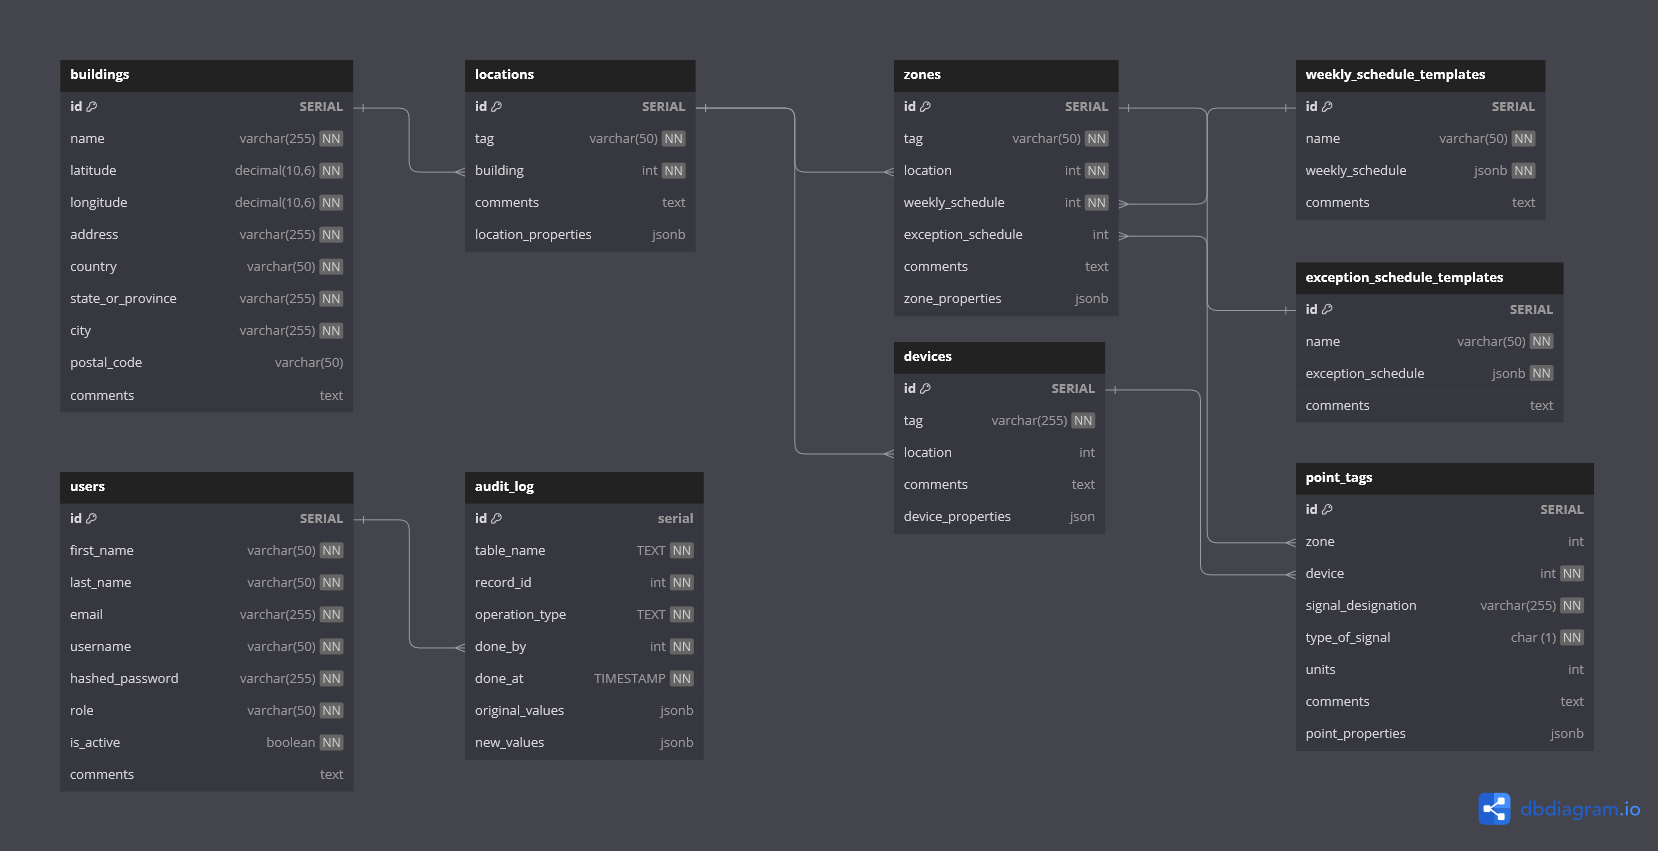 buildings
id SERIAL
name varchar(255) NN
latitude decimal(10,6) NN
longitude decimal(10,6) NN
address varchar(255) NN
country varchar(50) NN
state_or_province varchar(255) NN
city varchar(255) NN
postal_code varchar(50)
comments text
locations
id SERIAL
tag varchar(50) NN
building int NN
comments text
location_properties jsonb
zones
id SERIAL
tag varchar(50) NN
location int NN
weekly_schedule int NN
exception_schedule int
comments text
zone_properties jsonb
weekly_schedule_templates
id SERIAL
name varchar(50) NN
weekly_schedule jsonb NN
comments text
exception_schedule_templates
id SERIAL
name varchar(50) NN
exception_schedule jsonb NN
comments text
devices
id SERIAL
tag varchar(255) NN
location int
comments text
device_properties json
users
id SERIAL
first_name varchar(50) NN
last_name varchar(50) NN
email varchar(255) NN
username varchar(50) NN
hashed_password varchar(255) NN
role varchar(50) NN
is_active boolean NN
comments text
audit_log
id serial
table_name TEXT NN
record_id int NN
operation_type TEXT NN
done_by int NN
done_at TIMESTAMP NN
original_values jsonb
new_values jsonb
point_tags
id SERIAL
zone int
device int NN
signal_designation varchar(255) NN
type_of_signal char (1) NN
units int
comments text
point_properties jsonb
dbdiagram.io